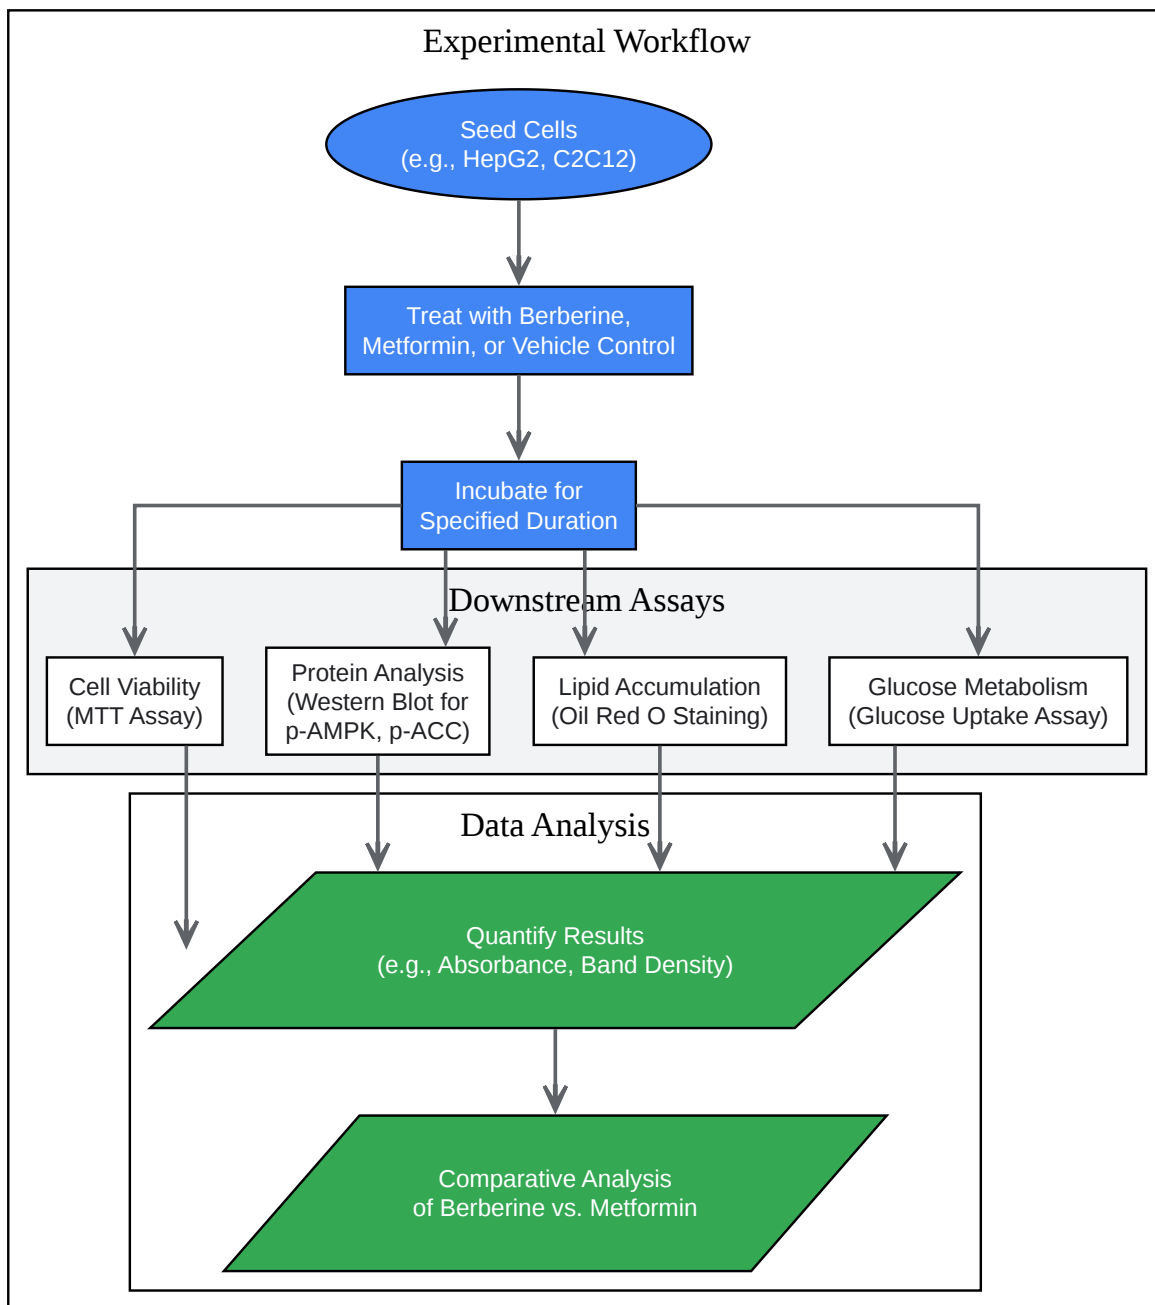 Experimental Workflow
Seed Cells
(e.g., HepG2, C2C12)
Treat with Berberine,
Metformin, or Vehicle Control
Incubate for
Specified Duration
Downstream Assays
Cell Viability
(MTT Assay)
Protein Analysis
(Western Blot for
p-AMPK, p-ACC)
Lipid Accumulation
(Oil Red O Staining)
Glucose Metabolism
(Glucose Uptake Assay)
Data Analysis
Quantify Results
(e.g., Absorbance, Band Density)
Comparative Analysis
of Berberine vs. Metformin